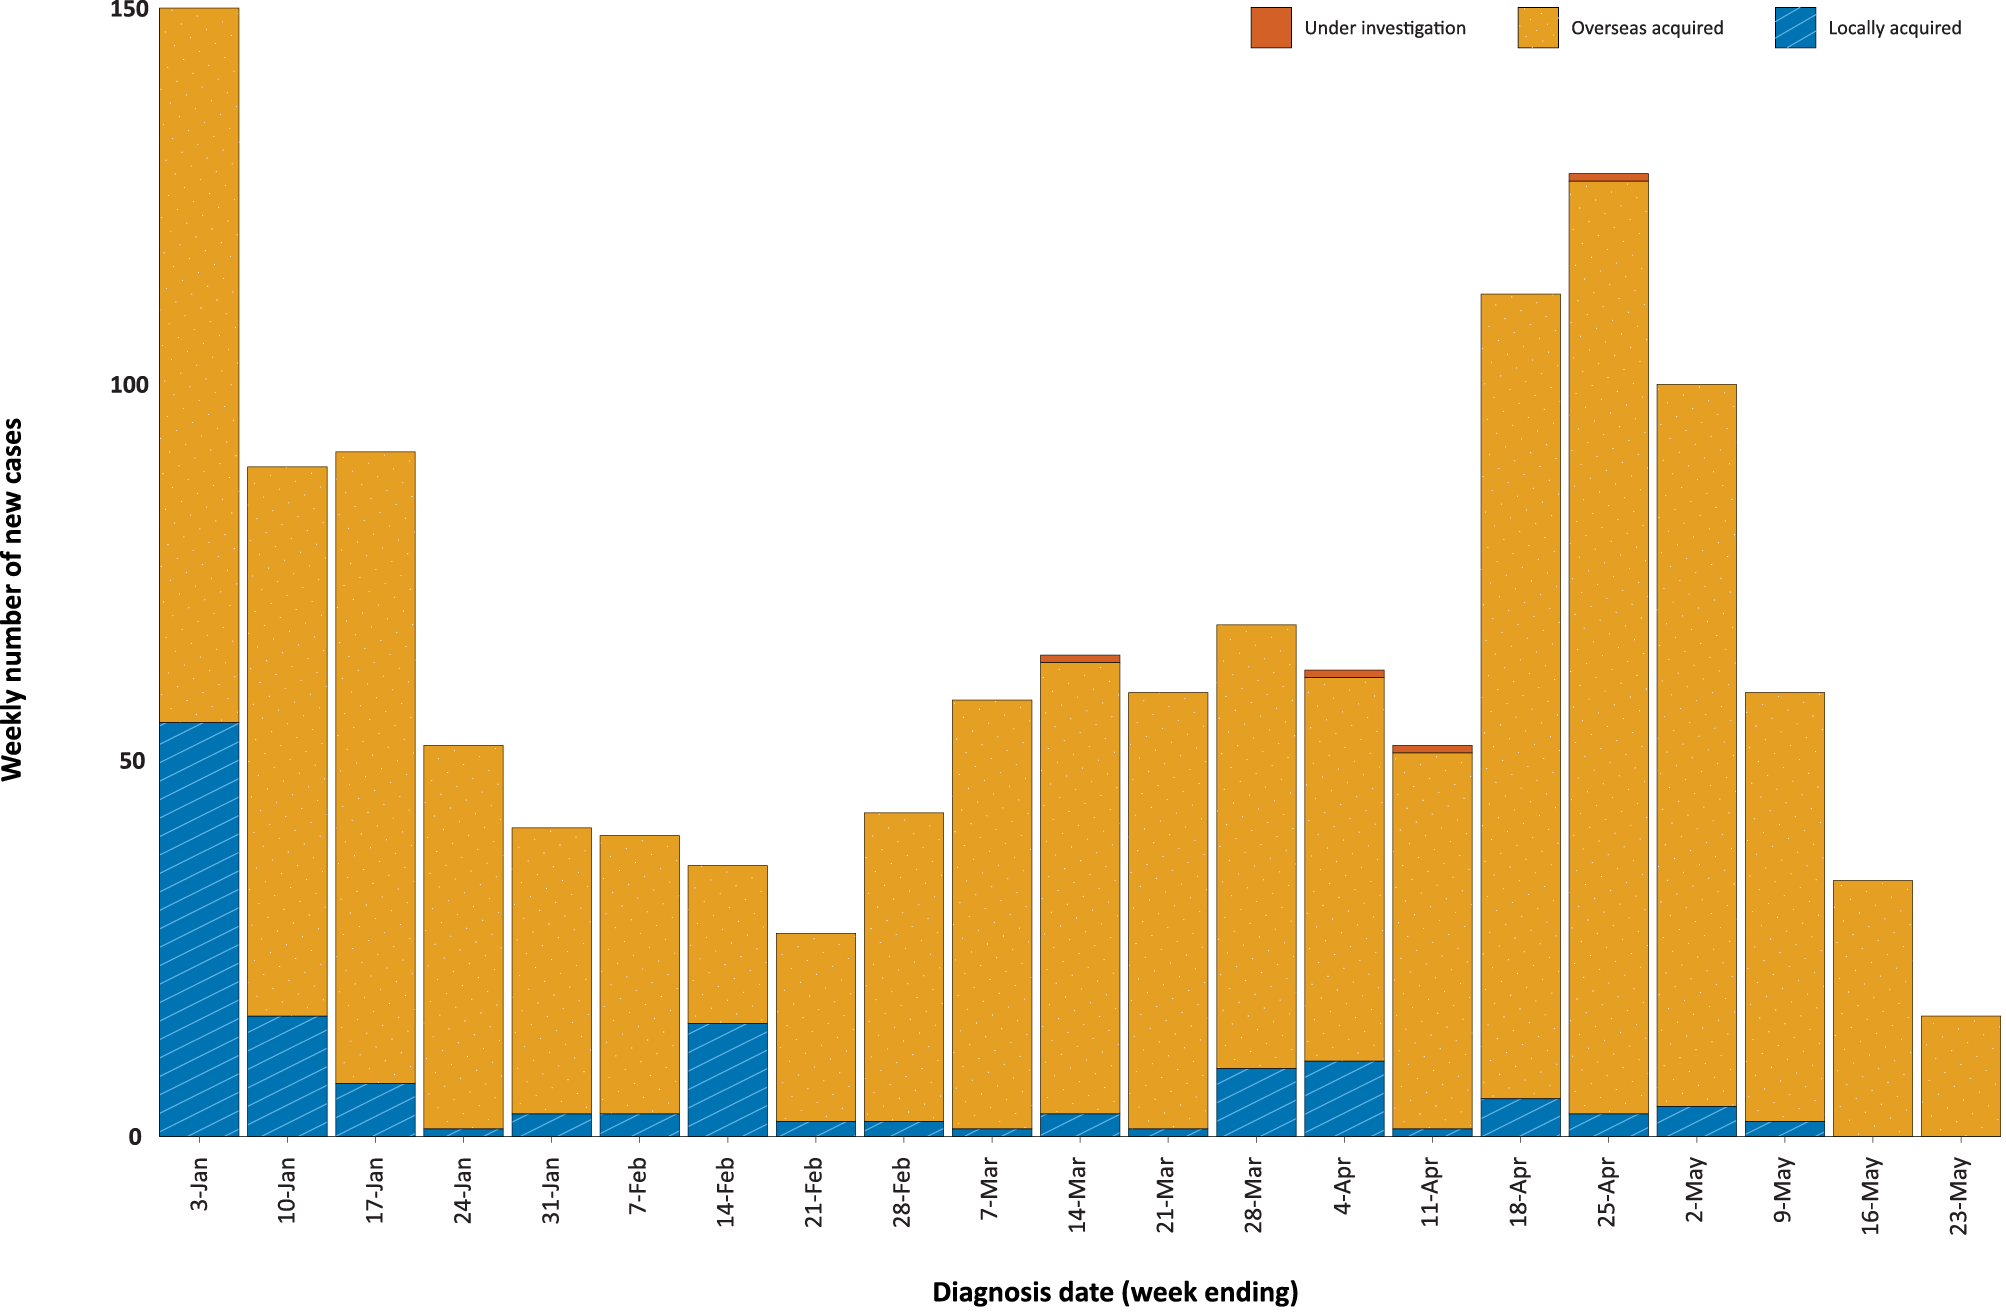 Under investigation
Overseas acquired
Locally acquired
Weekly number of new cases
150
100
50
0
3-Jan
10-Jan
17-Jan
24-Jan
31-Jan
7-Feb
14-Feb
21-Feb
28-Feb
7-Mar
14-Mar
21-Mar
28-Mar
4-Apr
11-Apr
18-Apr
25-Apr
2-May
9-May
16-May
23-May
Diagnosis date (week ending)